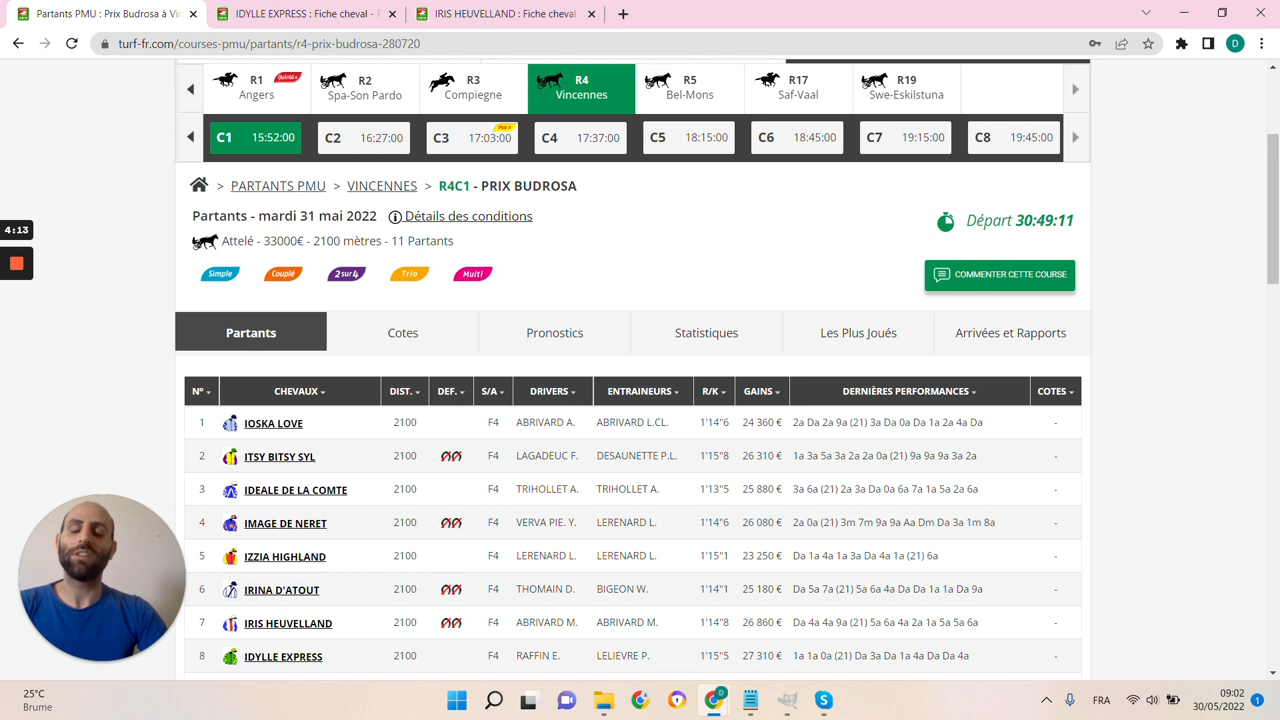 Partants PMU : Prix Budrosa à Vin
IDYLLE EXPRESS : Fiche cheval - P
IRIS HEUVELLAND : Fiche cheval
turf-fr.com/courses-pmu/partants/r4-prix-budrosa-280720
D
R1 Quinté+
Angers
R2
Spa-Son Pardo
R3
Compiegne
R4
Vincennes
R5
Bel-Mons
R17
Saf-Vaal
R19
Swe-Eskilstuna
C1 15:52:00
C2 16:27:00
C3 17:03:00
C4 17:37:00
C5 18:15:00
C6 18:45:00
C7 19:15:00
C8 19:45:00
> PARTANTS PMU > VINCENNES > R4C1 - PRIX BUDROSA
Partants - mardi 31 mai 2022 Détails des conditions
Départ 30:49:11
4:13
Attelé - 33000€ - 2100 mètres - 11 Partants
Simple Couplé 2sur4 Trio Multi
COMMENTER CETTE COURSE
Partants Cotes Pronostics Statistiques Les Plus Joués Arrivées et Rapports
N° CHEVAUX DIST. DEF. S/A DRIVERS ENTRAINEURS R/K GAINS DERNIÈRES PERFORMANCES COTES
1 IOSKA LOVE 2100 F4 ABRIVARD A. ABRIVARD L.CL. 1'14"6 24 360 € 2a Da 2a 9a (21) 3a Da 0a Da 1a 2a 4a Da -
2 ITSY BITSY SYL 2100 F4 LAGADEUC F. DESAUNETTE P.L. 1'15"8 26 310 € 1a 3a 5a 3a 2a 2a 0a (21) 9a 9a 9a 3a 2a -
3 IDEALE DE LA COMTE 2100 F4 TRIHOLLET A. TRIHOLLET A. 1'13"5 25 880 € 3a 6a (21) 2a 3a Da 0a 6a 7a 1a 5a 2a 6a -
4 IMAGE DE NERET 2100 F4 VERVA PIE. Y. LERENARD L. 1'14"6 26 080 € 2a 0a (21) 3m 7m 9a 9a Aa Dm Da 3a 1m 8a -
5 IZZIA HIGHLAND 2100 F4 LERENARD L. LERENARD L. 1'15"1 23 250 € Da 1a 4a 1a 3a Da 4a 1a (21) 6a -
6 IRINA D'ATOUT 2100 F4 THOMAIN D. BIGEON W. 1'14"1 25 180 € Da 5a 7a (21) 5a 6a 4a Da Da 1a 1a Da 9a -
7 IRIS HEUVELLAND 2100 F4 ABRIVARD M. ABRIVARD M. 1'14"8 26 860 € Da 4a 4a 9a (21) 5a 6a 4a 2a 1a 5a 5a 6a -
8 IDYLLE EXPRESS 2100 F4 RAFFIN E. LELIEVRE P. 1'15"5 27 310 € 1a 1a 0a (21) Da 3a Da 1a 4a Da Da 4a -
25°C
Brume
D
FRA
09:02
30/05/2022
1